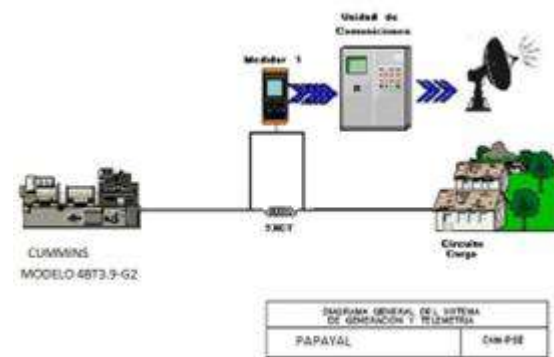 Unidad de
Comuniciones
Medidor 1
CUMMINS
MODELO 4BT3.9-G2
Circuito
Carga
DIAGRAMA GENERAL DEL SISTEMA
DE GENERACION Y TELEMETRIA
PAPAYAL